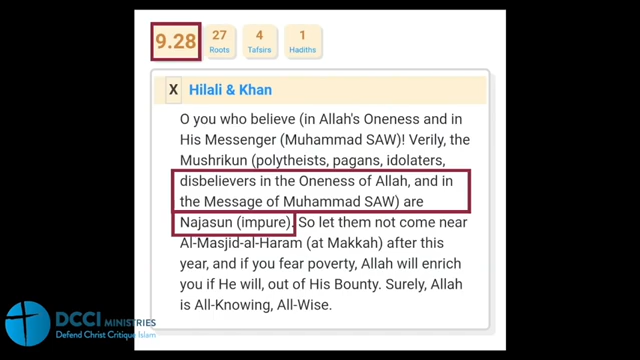 9.28
27
Roots
4
Tafsirs
1
Hadiths
X Hilali & Khan
O you who believe (in Allah's Oneness and in
His Messenger (Muhammad SAW)! Verily, the
Mushrikun (polytheists, pagans, idolaters,
disbelievers in the Oneness of Allah, and in
the Message of Muhammad SAW) are
Najasun (impure). So let them not come near
Al-Masjid-al-Haram (at Makkah) after this
year, and if you fear poverty, Allah will enrich
you if He will, out of His Bounty. Surely, Allah
is All-Knowing, All-Wise.
DCCI MINISTRIES
Defend Christ Critique Islam